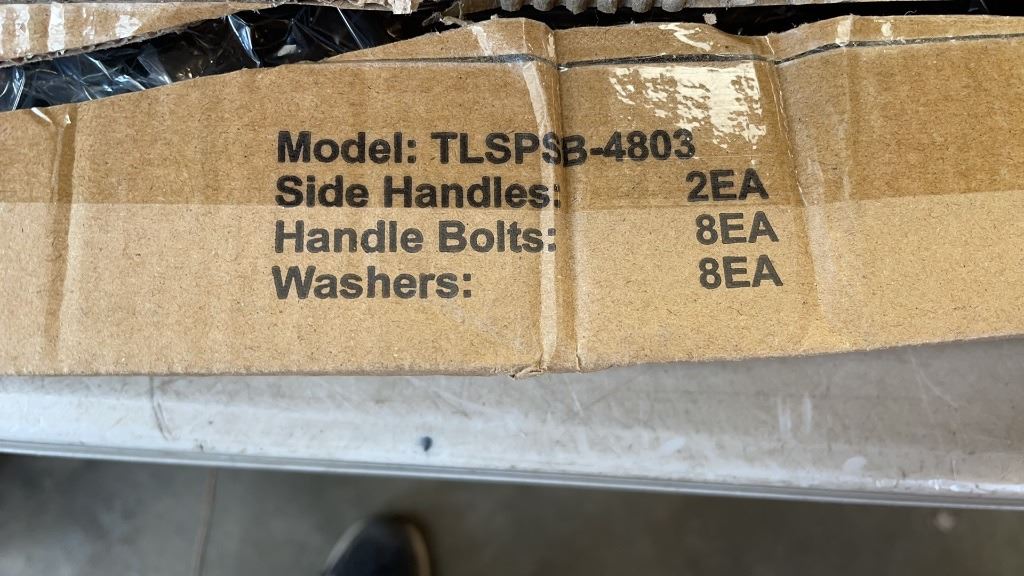 Model: TLSPSB-4803
Side Handles: 2EA
Handle Bolts: 8EA
Washers: 8EA